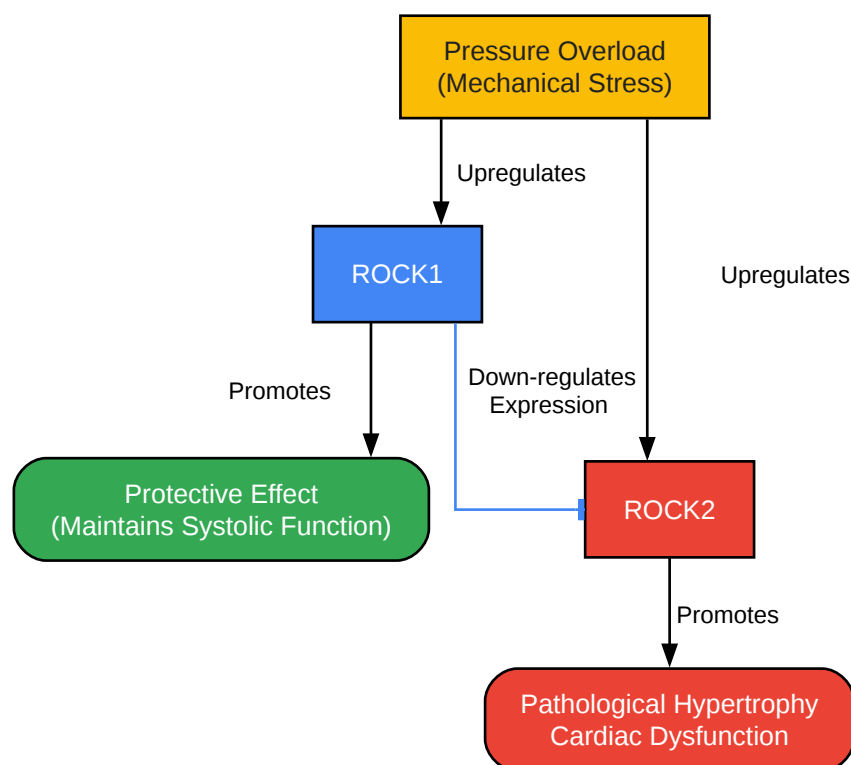 Pressure Overload
(Mechanical Stress)
Upregulates
Upregulates
ROCK1
Promotes
Down-regulates
Expression
Protective Effect
(Maintains Systolic Function)
ROCK2
Promotes
Pathological Hypertrophy
Cardiac Dysfunction